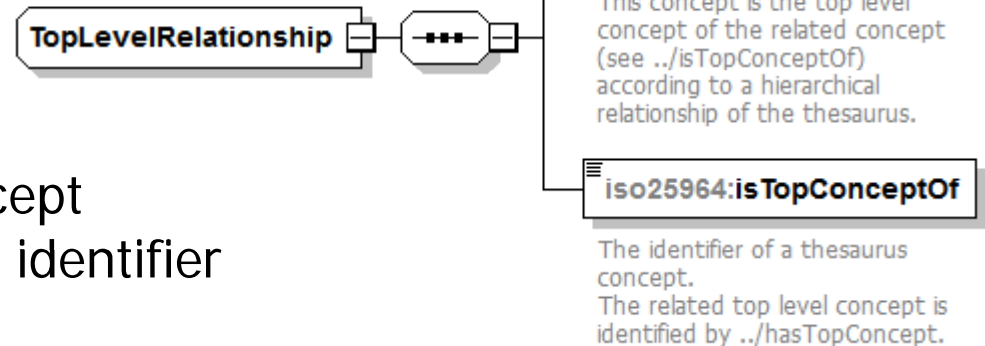 This concept is the top level
concept of the related concept
(see ../isTopConceptOf)
according to a hierarchical
relationship of the thesaurus.
TopLevelRelationship
iso25964:isTopConceptOf
cept
identifier
The identifier of a thesaurus
concept.
The related top level concept is
identified by ../hasTopConcept.